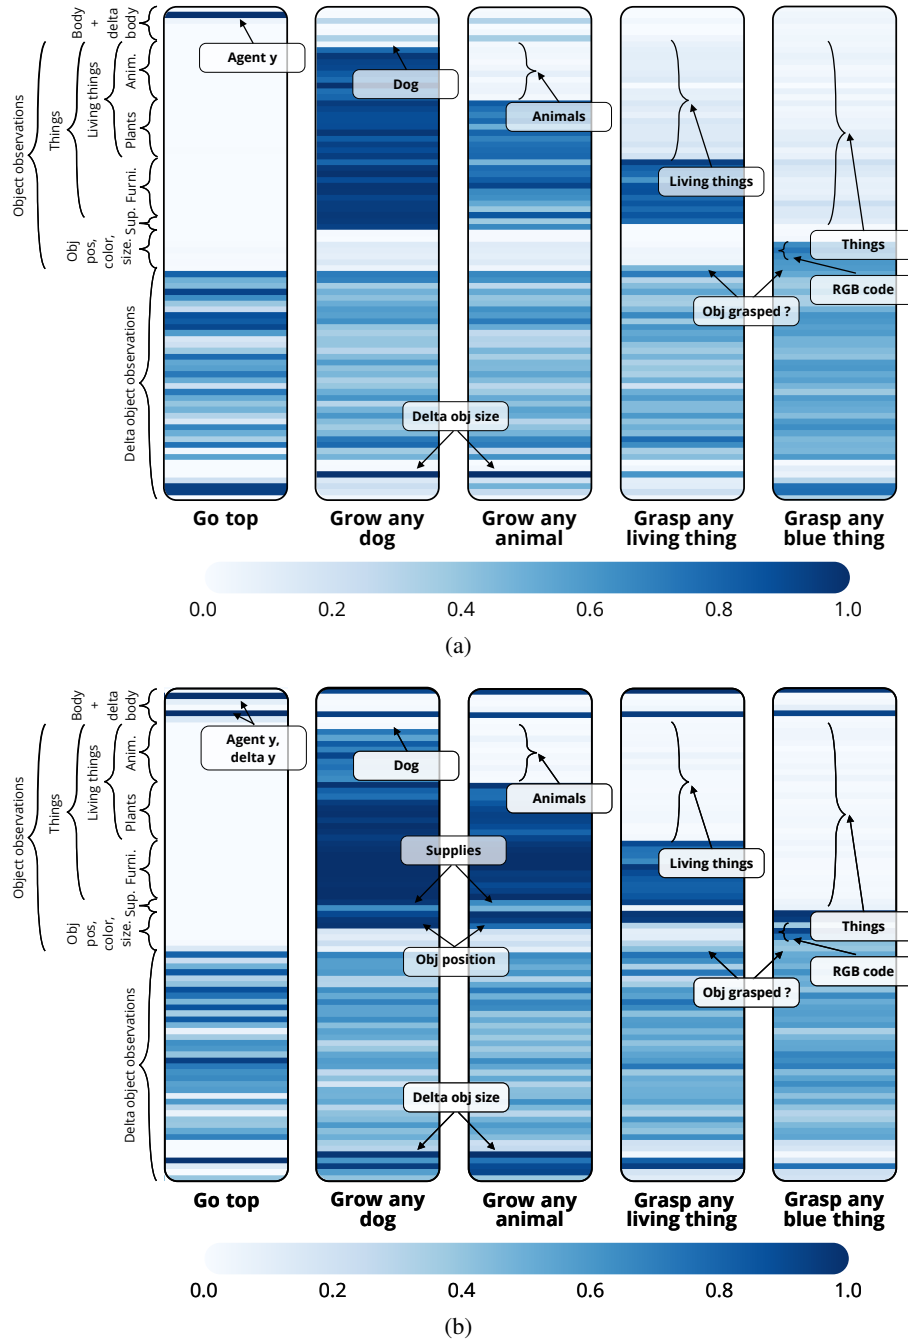 Object observations
Things
Living things
Body
+
delta
body
Anim.
Plants
Furni.
Sup.
Obj
pos,
color,
size.
Delta object observations
Agent y
Dog
Animals
Living things
Things
RGB code
Obj grasped ?
Delta obj size
Go top
Grow any
dog
Grow any
animal
Grasp any
living thing
Grasp any
blue thing
0.0 0.2 0.4 0.6 0.8 1.0
(a)
Object observations
Things
Living things
Body
+
delta
body
Anim.
Plants
Furni.
Sup.
Obj
pos,
color,
size.
Delta object observations
Agent y,
delta y
Dog
Animals
Supplies
Living things
Things
Obj position
RGB code
Obj grasped ?
Delta obj size
Go top
Grow any
dog
Grow any
animal
Grasp any
living thing
Grasp any
blue thing
0.0 0.2 0.4 0.6 0.8 1.0
(b)